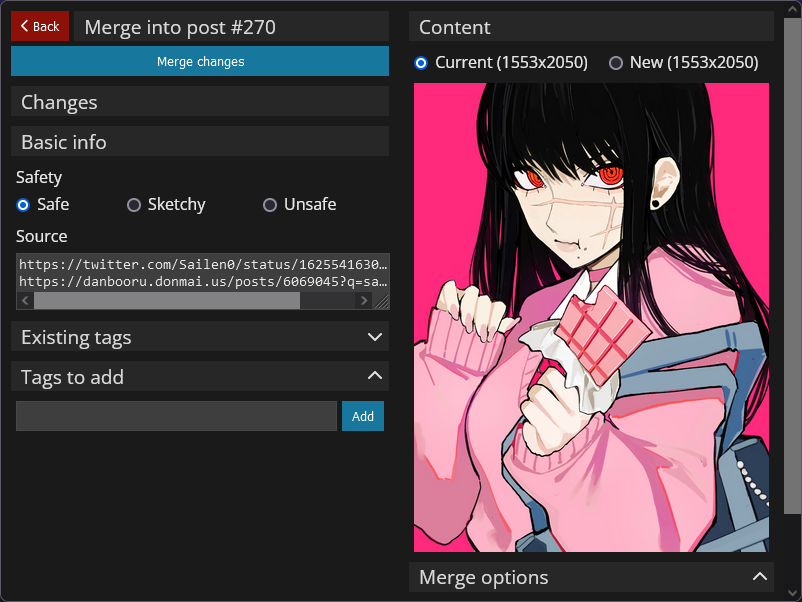 Back
Merge into post #270
Merge changes
Changes
Basic info
Safety
Safe
Sketchy
Unsafe
Source
https://twitter.com/Sailen0/status/1625541630…
https://danbooru.donmai.us/posts/6069045?q=sa…
Existing tags
Tags to add
Add
Content
Current (1553x2050)
New (1553x2050)
Merge options